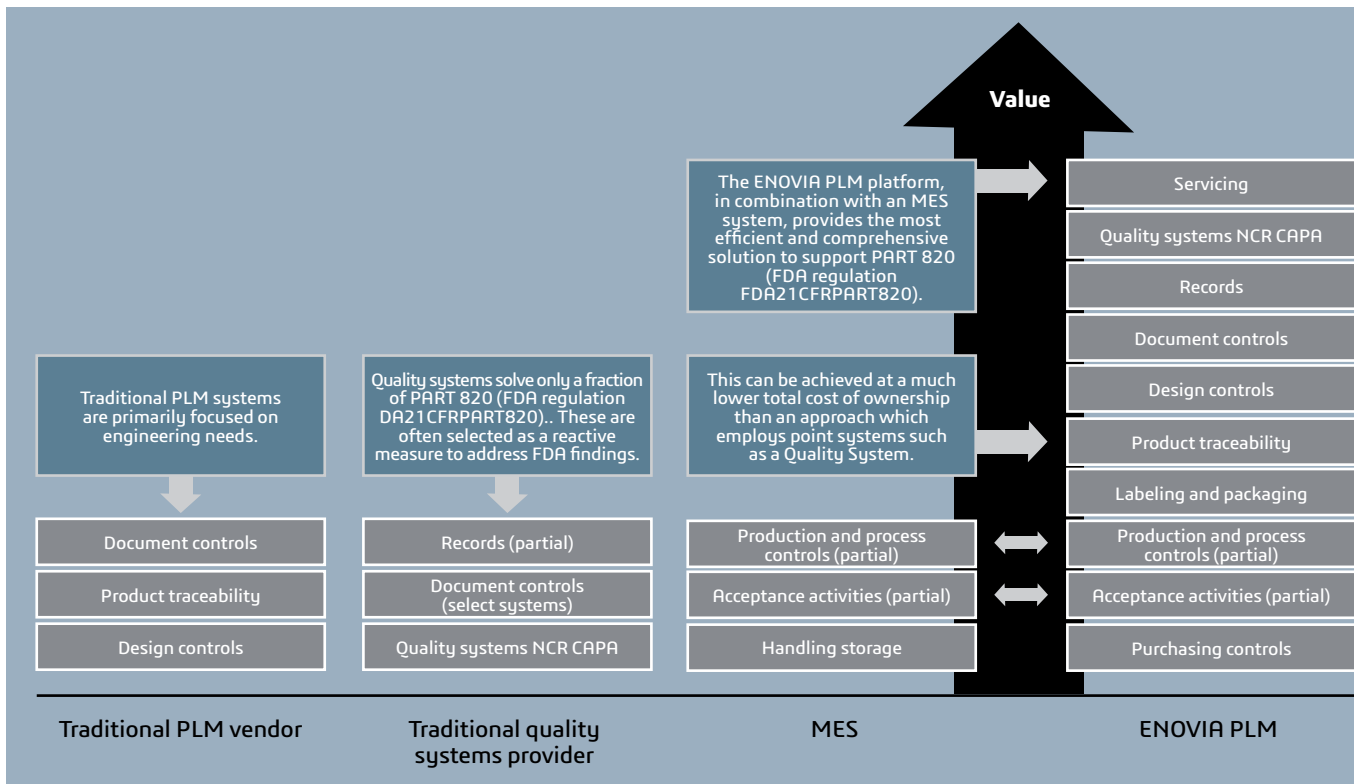 Value
The ENOVIA PLM platform,
in combination with an MES
system, provides the most
efficient and comprehensive
solution to support PART 820
(FDA regulation
FDA21CFRPART820).
Traditional PLM systems
are primarily focused on
engineering needs.
Quality systems solve only a fraction
of PART 820 (FDA regulation
DA21CFRPART820).. These are
often selected as a reactive
measure to address FDA findings.
This can be achieved at a much
lower total cost of ownership
than an approach which
employs point systems such
as a Quality System.
Document controls
Product traceability
Design controls
Records (partial)
Document controls
(select systems)
Quality systems NCR CAPA
Production and process
controls (partial)
Acceptance activities (partial)
Handling storage
Servicing
Quality systems NCR CAPA
Records
Document controls
Design controls
Product traceability
Labeling and packaging
Production and process
controls (partial)
Acceptance activities (partial)
Purchasing controls
Traditional PLM vendor
Traditional quality
systems provider
MES
ENOVIA PLM